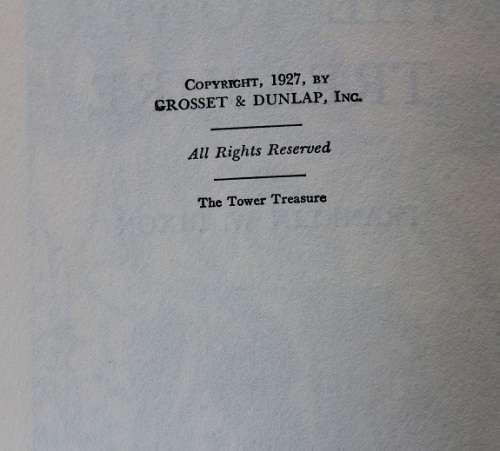 Copyright, 1927, by
GROSSET & DUNLAP, Inc.
All Rights Reserved
The Tower Treasure